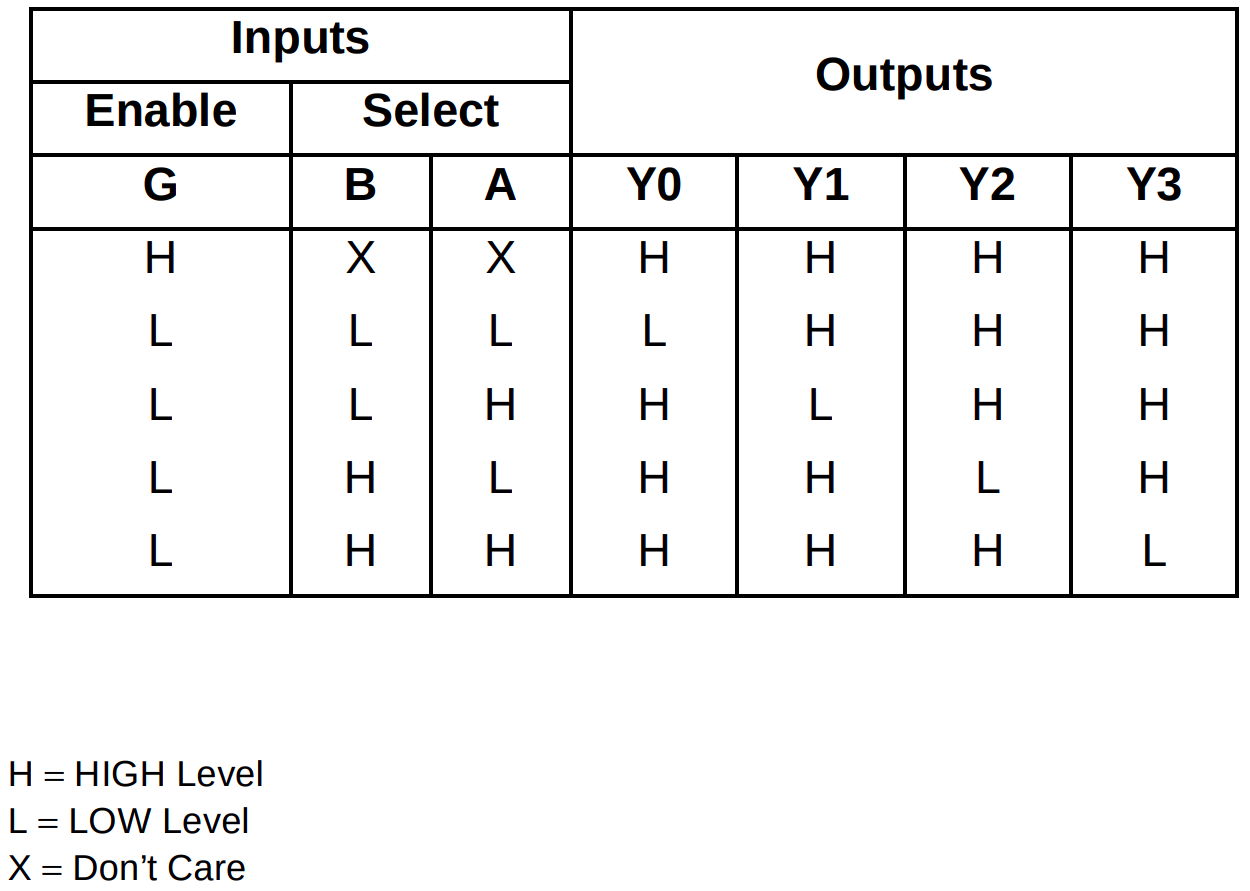 Inputs Outputs
Enable Select
G B A Y0 Y1 Y2 Y3
H X X H H H H
L L L L H H H
L L H H L H H
L H L H H L H
L H H H H H L
H = HIGH Level
L = LOW Level
X = Don’t Care